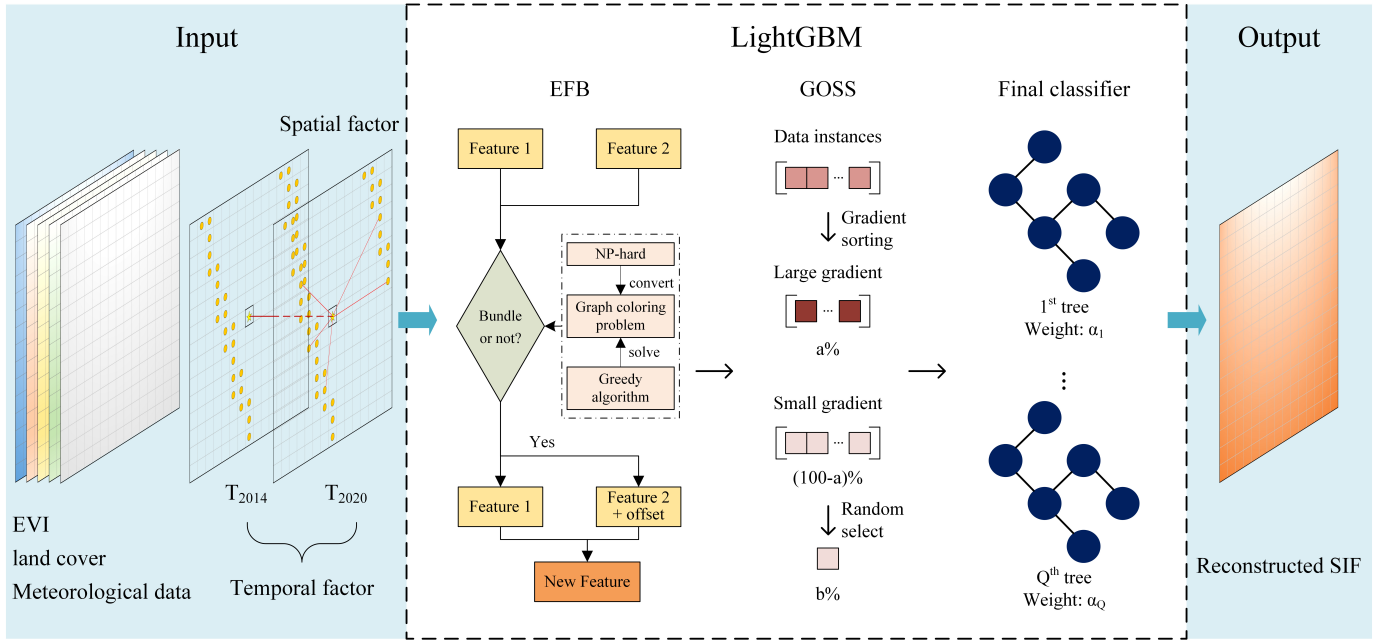 Input
Spatial factor
T2014
T2020
EVI
land cover
Meteorological data
Temporal factor
LightGBM
EFB
Feature 1
Feature 2
Bundle
or not?
NP-hard
convert
Graph coloring
problem
solve
Greedy
algorithm
Yes
Feature 1
Feature 2
+ offset
New Feature
GOSS
Data instances
...
Gradient
sorting
Large gradient
...
a%
Small gradient
...
(100-a)%
Random
select
b%
Final classifier
1st tree
Weight: α1
⋮
Qth tree
Weight: αQ
Output
Reconstructed SIF